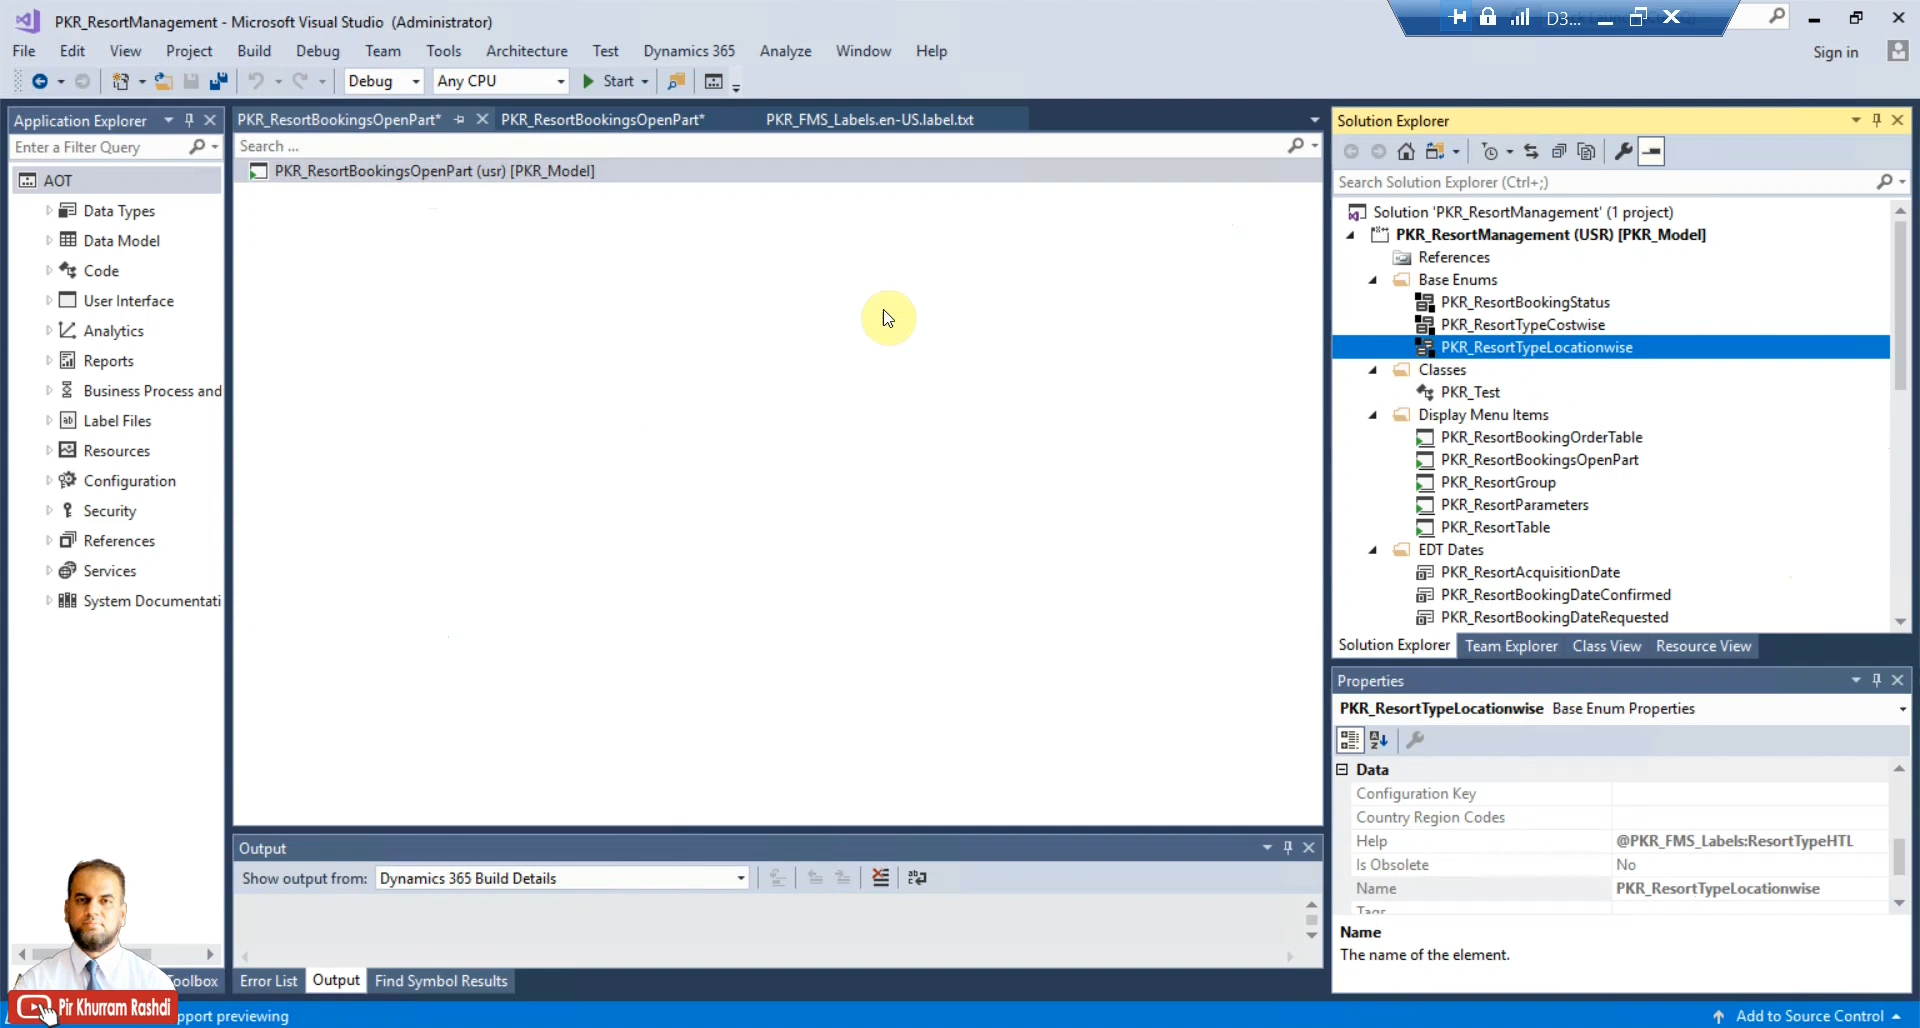 PKR_ResortManagement - Microsoft Visual Studio (Administrator)
D3...
File Edit View Project Build Debug Team Tools Architecture Test Dynamics 365 Analyze Window Help
Sign in
Debug Any CPU Start
Application Explorer
PKR_ResortBookingsOpenPart* PKR_ResortBookingsOpenPart* PKR_FMS_Labels.en-US.label.txt
Enter a Filter Query
Search ...
AOT
PKR_ResortBookingsOpenPart (usr) [PKR_Model]
Data Types
Data Model
Code
User Interface
Analytics
Reports
Business Process and
Label Files
Resources
Configuration
Security
References
Services
System Documentati
Solution Explorer
Search Solution Explorer (Ctrl+;)
Solution 'PKR_ResortManagement' (1 project)
PKR_ResortManagement (USR) [PKR_Model]
References
Base Enums
PKR_ResortBookingStatus
PKR_ResortTypeCostwise
PKR_ResortTypeLocationwise
Classes
PKR_Test
Display Menu Items
PKR_ResortBookingOrderTable
PKR_ResortBookingsOpenPart
PKR_ResortGroup
PKR_ResortParameters
PKR_ResortTable
EDT Dates
PKR_ResortAcquisitionDate
PKR_ResortBookingDateConfirmed
PKR_ResortBookingDateRequested
Solution Explorer Team Explorer Class View Resource View
Properties
PKR_ResortTypeLocationwise Base Enum Properties
Data
Configuration Key
Country Region Codes
Help @PKR_FMS_Labels:ResortTypeHTL
Is Obsolete No
Name PKR_ResortTypeLocationwise
Tags
Name
The name of the element.
Output
Show output from: Dynamics 365 Build Details
Toolbox
Error List Output Find Symbol Results
Pir Khurram Rashdi
pport previewing
Add to Source Control